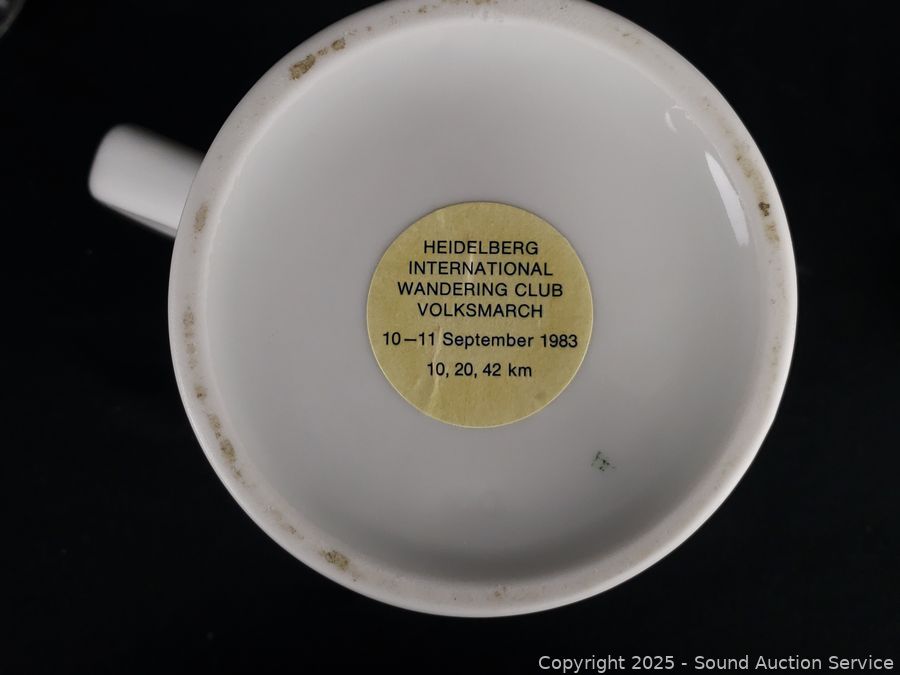 HEIDELBERG
INTERNATIONAL
WANDERING CLUB
VOLKSMARCH
10—11 September 1983
10, 20, 42 km
Copyright 2025 - Sound Auction Service